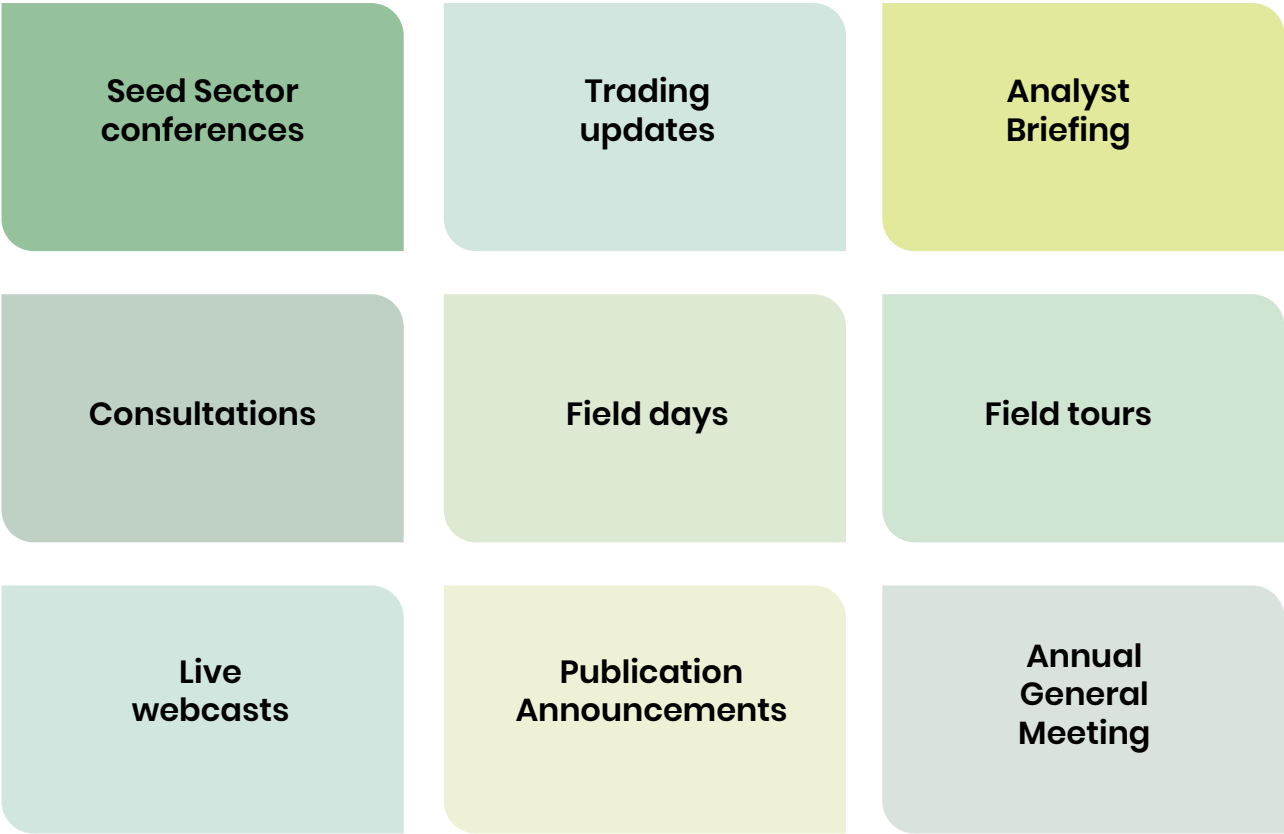 Seed Sector
conferences
Trading
updates
Analyst
Briefing
Consultations
Field days
Field tours
Live
webcasts
Publication
Announcements
Annual
General
Meeting